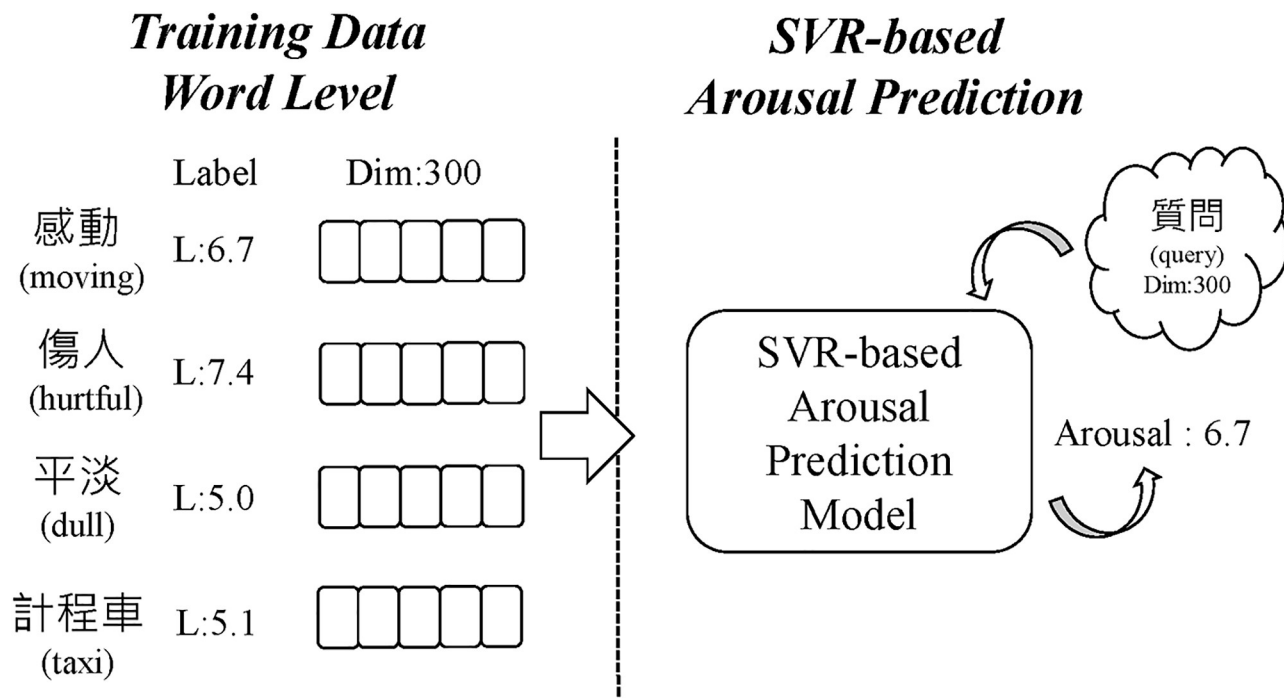 Training Data
Word Level
Label Dim:300
感動
(moving)
L:6.7
傷人
(hurtful)
L:7.4
平淡
(dull)
L:5.0
計程車
(taxi)
L:5.1
SVR-based
Arousal Prediction
質問
(query)
Dim:300
SVR-based
Arousal
Prediction
Model
Arousal : 6.7